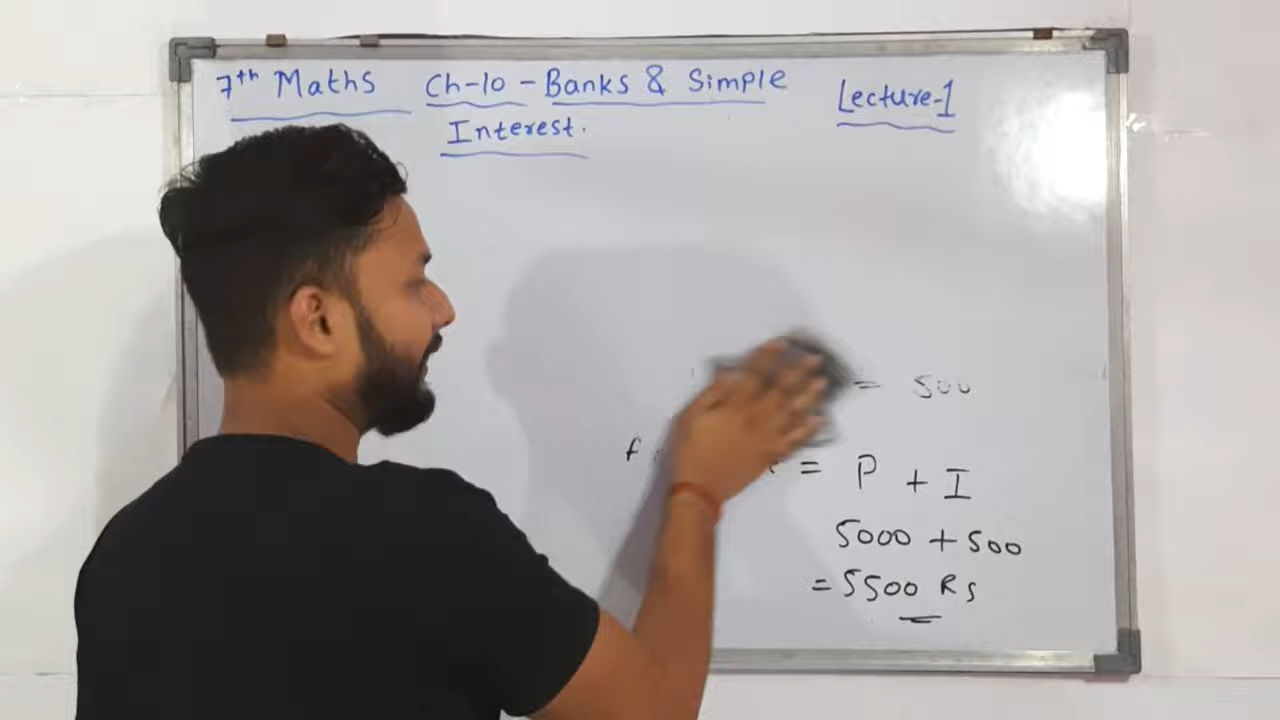 7th Maths Ch-10 - Banks & Simple Interest. Lecture-1
= 500
= P + I
5000 + 500
= 5500 Rs